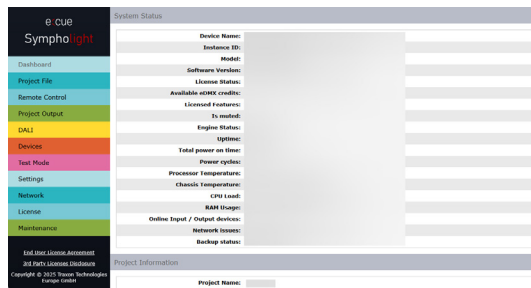 e:cue
Sympholight
Dashboard
Project File
Remote Control
Project Output
DALI
Devices
Test Mode
Settings
Network
License
Maintenance
End User License Agreement
3rd Party Licenses Disclosure
Copyright © 2025 Traxon Technologies
Europe GmbH
System Status
Device Name:
Instance ID:
Model:
Software Version:
License Status:
Available eDMX credits:
Licensed Features:
Is muted:
Engine Status:
Uptime:
Total power on time:
Power cycles:
Processor Temperature:
Chassis Temperature:
CPU Load:
RAM Usage:
Online Input / Output devices:
Network issues:
Backup status:
Project Information
Project Name: